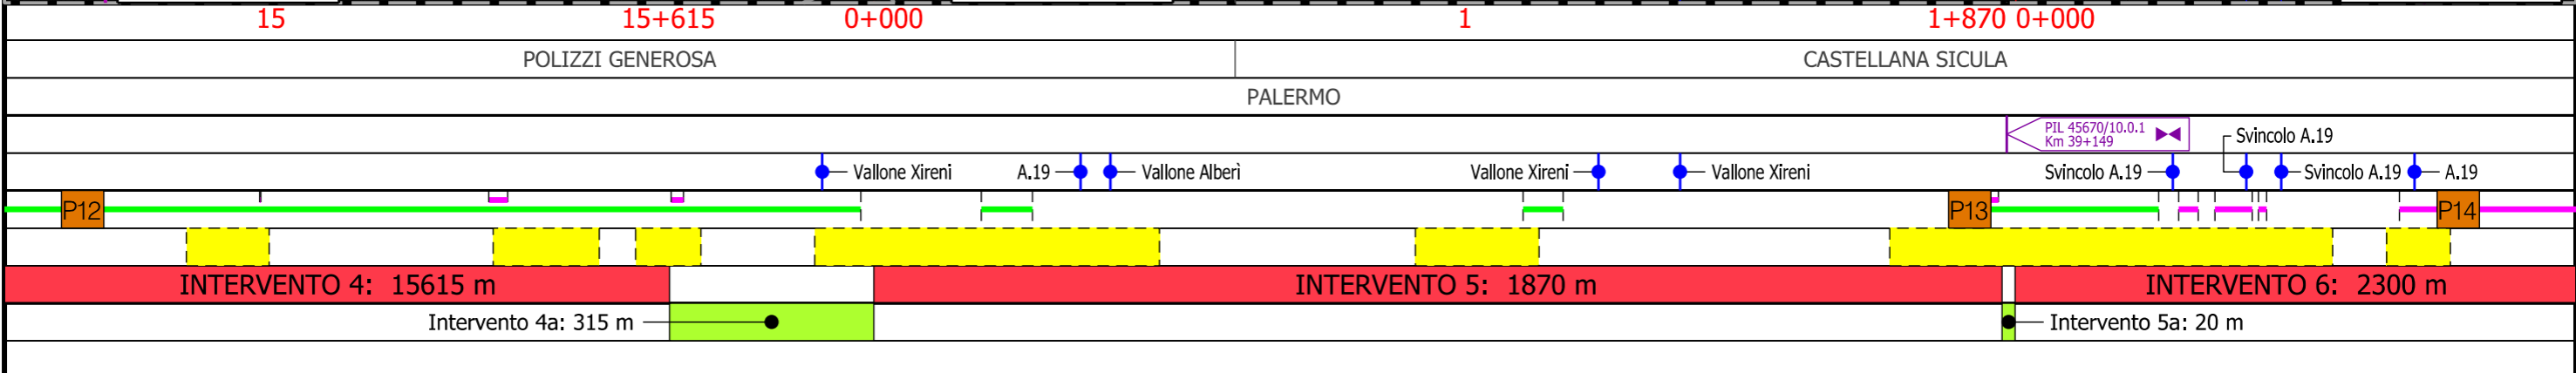 15 15+615 0+000 1 1+870 0+000
POLIZZI GENEROSA CASTELLANA SICULA
PALERMO
PIL 45670/10.0.1
Km 39+149
Svincolo A.19
Vallone Xireni A.19 Vallone Alberì Vallone Xireni Vallone Xireni Svincolo A.19 Svincolo A.19 A.19
P12 P13 P14
INTERVENTO 4: 15615 m INTERVENTO 5: 1870 m INTERVENTO 6: 2300 m
Intervento 4a: 315 m Intervento 5a: 20 m